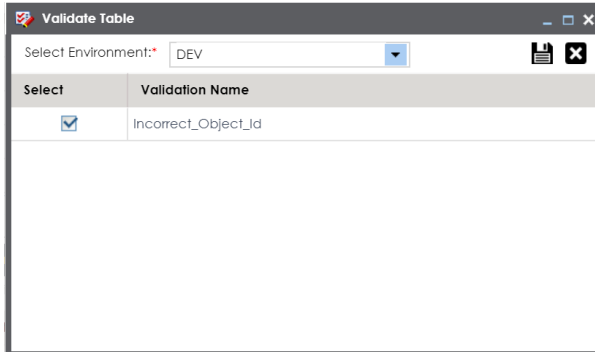 Validate Table
Select Environment:* DEV
Select Validation Name
Incorrect_Object_Id